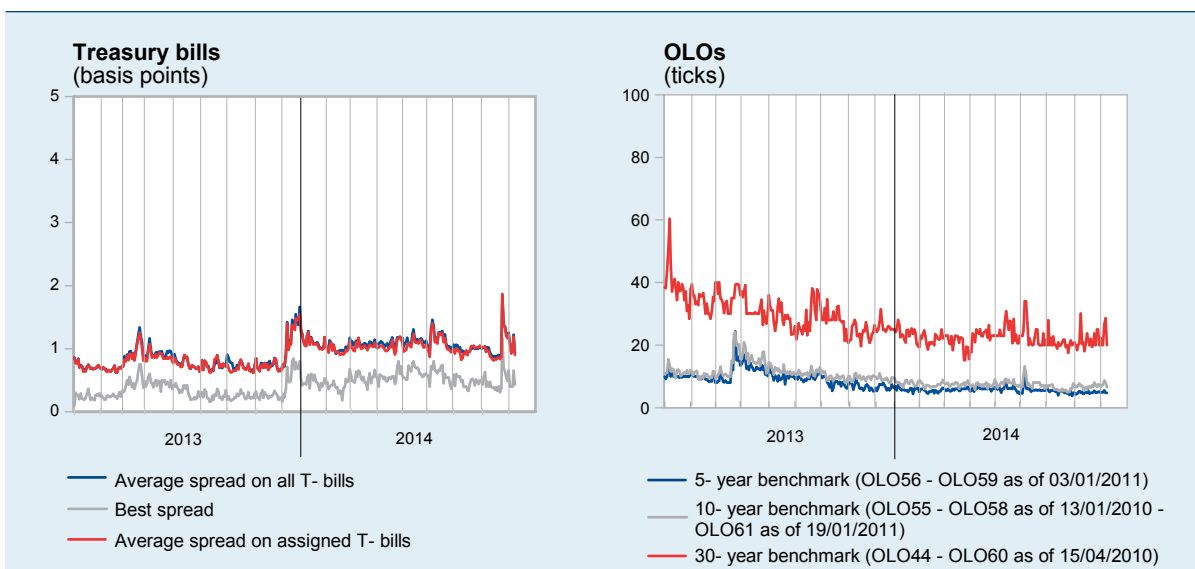 Treasury bills
(basis points)
5
4
3
2
1
0
2013
2014
Average spread on all T- bills
Best spread
Average spread on assigned T- bills
OLOs
(ticks)
100
80
60
40
20
0
2013
2014
5- year benchmark (OLO56 - OLO59 as of 03/01/2011)
10- year benchmark (OLO55 - OLO58 as of 13/01/2010 -
OLO61 as of 19/01/2011)
30- year benchmark (OLO44 - OLO60 as of 15/04/2010)